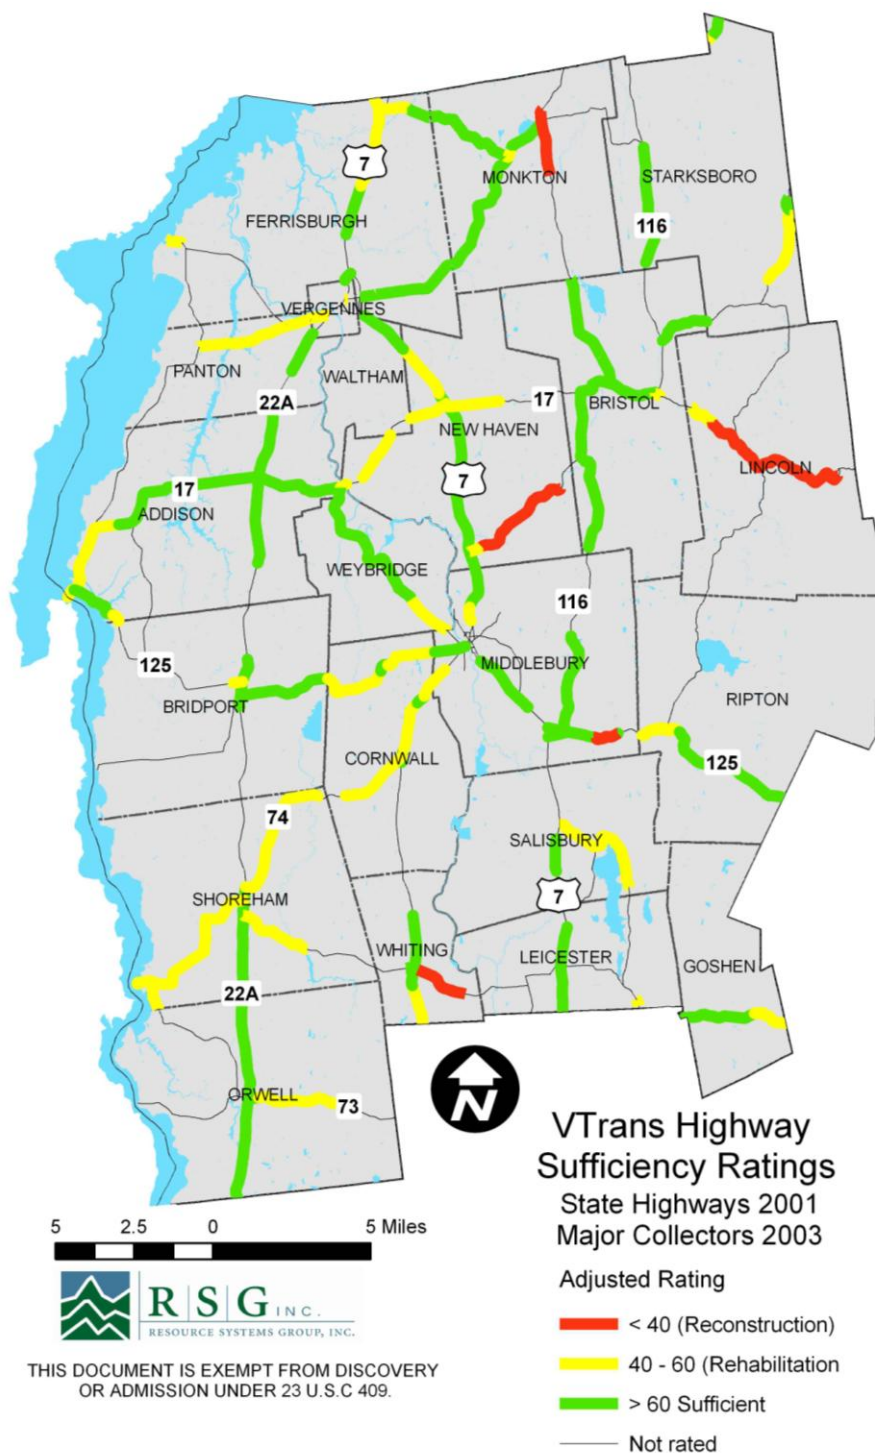 7
MONKTON
STARKSBORO
FERRISBURGH
116
VERGENNES
PANTON
WALTHAM
22A
17
BRISTOL
NEW HAVEN
LINCOLN
7
17
ADDISON
WEYBRIDGE
116
125
MIDDLEBURY
BRIDPORT
RIPTON
CORNWALL
125
74
SALISBURY
SHOREHAM
7
WHITING
LEICESTER
GOSHEN
22A
ORWELL
73
N
VTrans Highway
Sufficiency Ratings
State Highways 2001
Major Collectors 2003
5 2.5 0 5 Miles
Adjusted Rating
R S G INC.
RESOURCE SYSTEMS GROUP, INC.
< 40 (Reconstruction)
40 - 60 (Rehabilitation
> 60 Sufficient
Not rated
THIS DOCUMENT IS EXEMPT FROM DISCOVERY
OR ADMISSION UNDER 23 U.S.C 409.